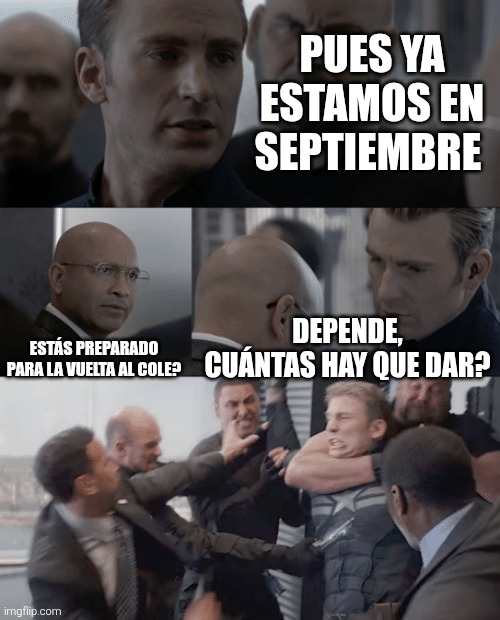 PUES YA
ESTAMOS EN
SEPTIEMBRE
ESTÁS PREPARADO
PARA LA VUELTA AL COLE?
DEPENDE,
CUÁNTAS HAY QUE DAR?
imgflip.com